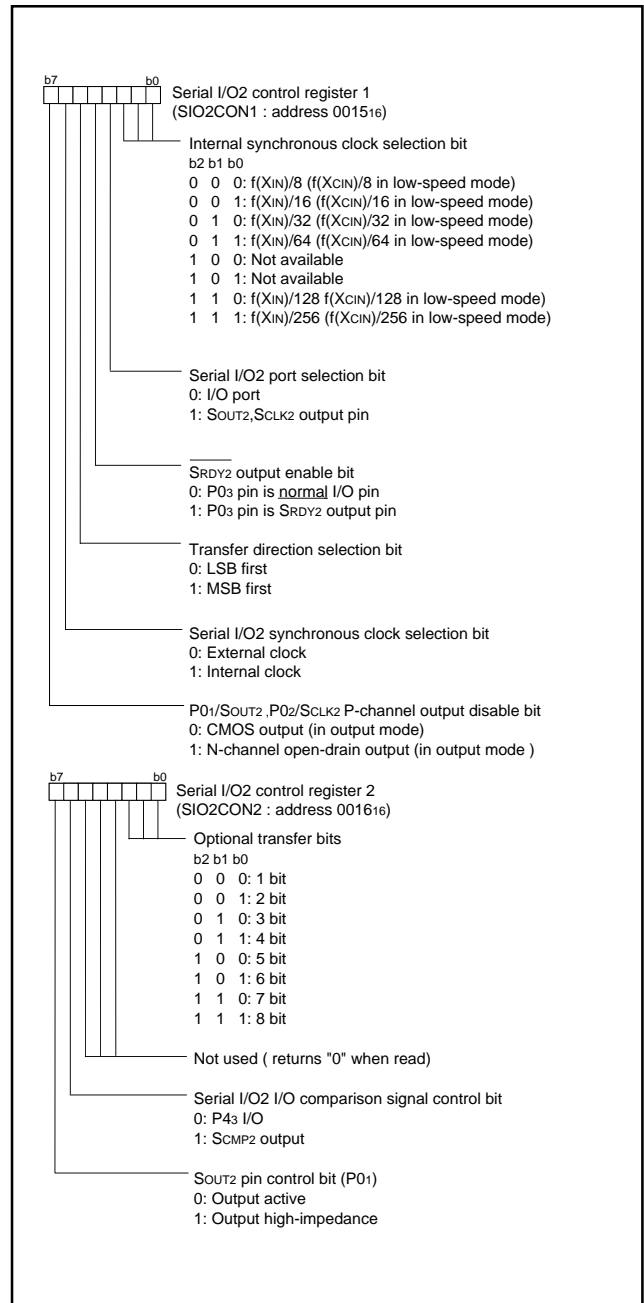 b7 b0
Serial I/O2 control register 1
(SIO2CON1 : address 001516)
Internal synchronous clock selection bit
b2 b1 b0
0 0 0: f(XIN)/8 (f(XCIN)/8 in low-speed mode)
0 0 1: f(XIN)/16 (f(XCIN)/16 in low-speed mode)
0 1 0: f(XIN)/32 (f(XCIN)/32 in low-speed mode)
0 1 1: f(XIN)/64 (f(XCIN)/64 in low-speed mode)
1 0 0: Not available
1 0 1: Not available
1 1 0: f(XIN)/128 f(XCIN)/128 in low-speed mode)
1 1 1: f(XIN)/256 (f(XCIN)/256 in low-speed mode)
Serial I/O2 port selection bit
0: I/O port
1: SOUT2,SCLK2 output pin
SRDY2 output enable bit
0: P03 pin is normal I/O pin
1: P03 pin is SRDY2 output pin
Transfer direction selection bit
0: LSB first
1: MSB first
Serial I/O2 synchronous clock selection bit
0: External clock
1: Internal clock
P01/SOUT2 ,P02/SCLK2 P-channel output disable bit
0: CMOS output (in output mode)
1: N-channel open-drain output (in output mode )
b7 b0
Serial I/O2 control register 2
(SIO2CON2 : address 001616)
Optional transfer bits
b2 b1 b0
0 0 0: 1 bit
0 0 1: 2 bit
0 1 0: 3 bit
0 1 1: 4 bit
1 0 0: 5 bit
1 0 1: 6 bit
1 1 0: 7 bit
1 1 1: 8 bit
Not used ( returns "0" when read)
Serial I/O2 I/O comparison signal control bit
0: P43 I/O
1: SCMP2 output
SOUT2 pin control bit (P01)
0: Output active
1: Output high-impedance